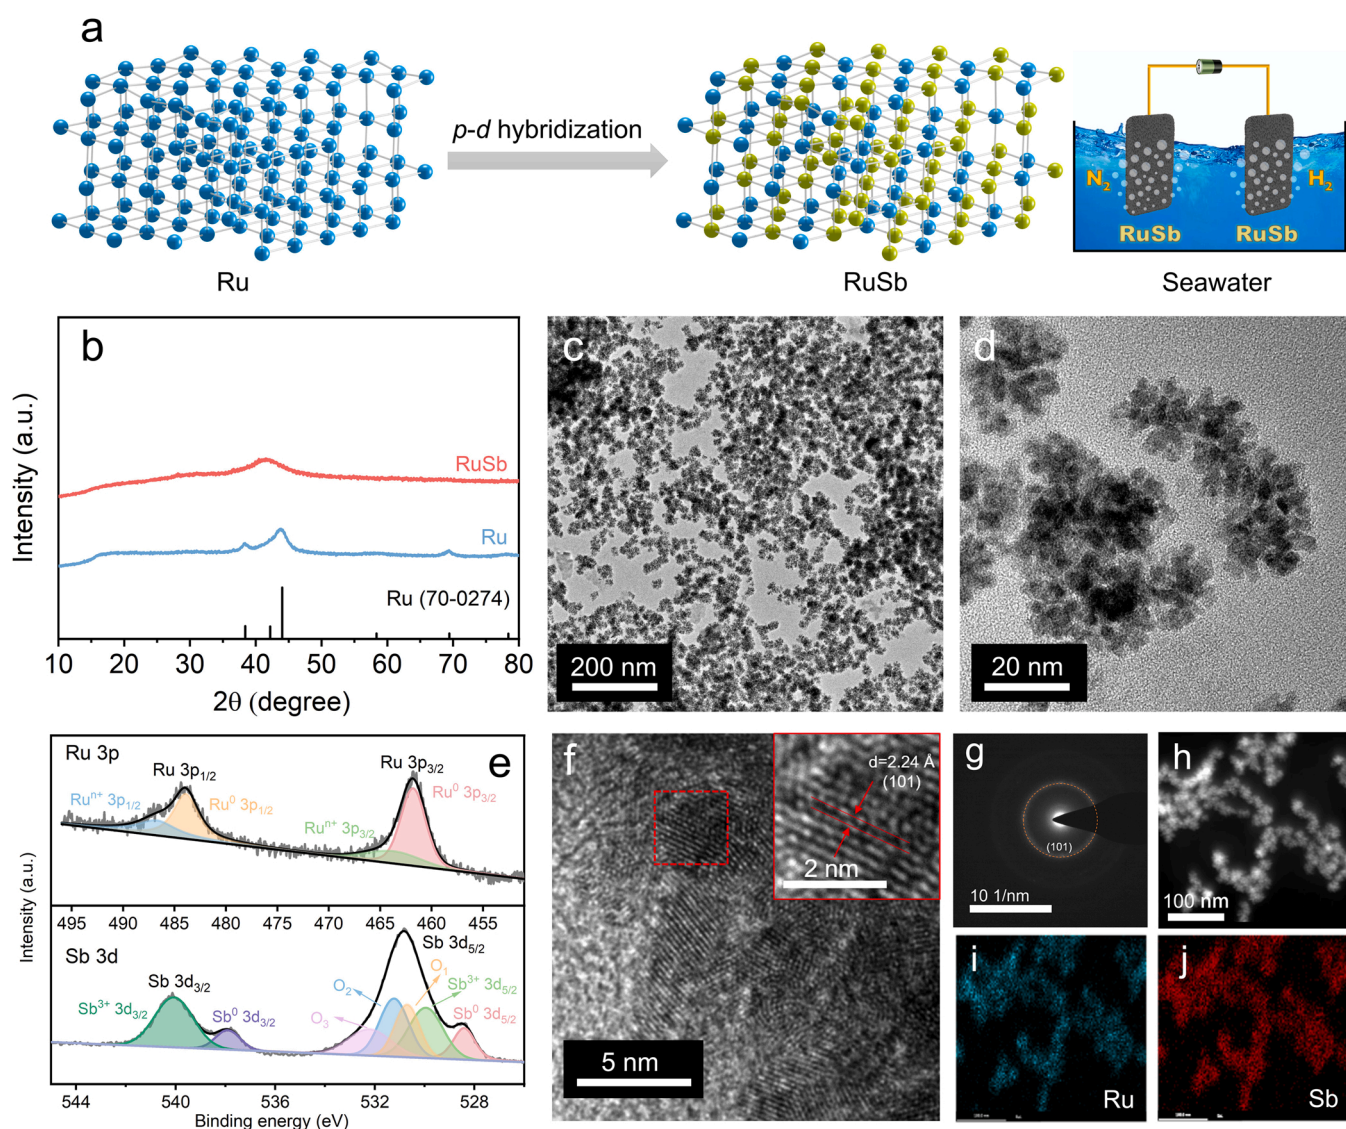 a
p-d hybridization
N₂
H₂
RuSb
RuSb
Ru
RuSb
Seawater
b
Intensity (a.u.)
RuSb
Ru
Ru (70-0274)
10 20 30 40 50 60 70 80
2θ (degree)
c
200 nm
d
20 nm
e
Intensity (a.u.)
Ru 3p
Ru 3p₁/₂
Ru 3p₃/₂
Ruⁿ⁺ 3p₁/₂
Ru⁰ 3p₁/₂
Ruⁿ⁺ 3p₃/₂
Ru⁰ 3p₃/₂
495 490 485 480 475 470 465 460 455
Sb 3d
Sb 3d₃/₂
Sb 3d₅/₂
Sb³⁺ 3d₃/₂
Sb⁰ 3d₃/₂
O₃
O₂
O₁
Sb³⁺ 3d₅/₂
Sb⁰ 3d₅/₂
544 540 536 532 528
Binding energy (eV)
f
d=2.24 Å
(101)
2 nm
5 nm
g
(101)
10 1/nm
h
100 nm
i
Ru
j
Sb